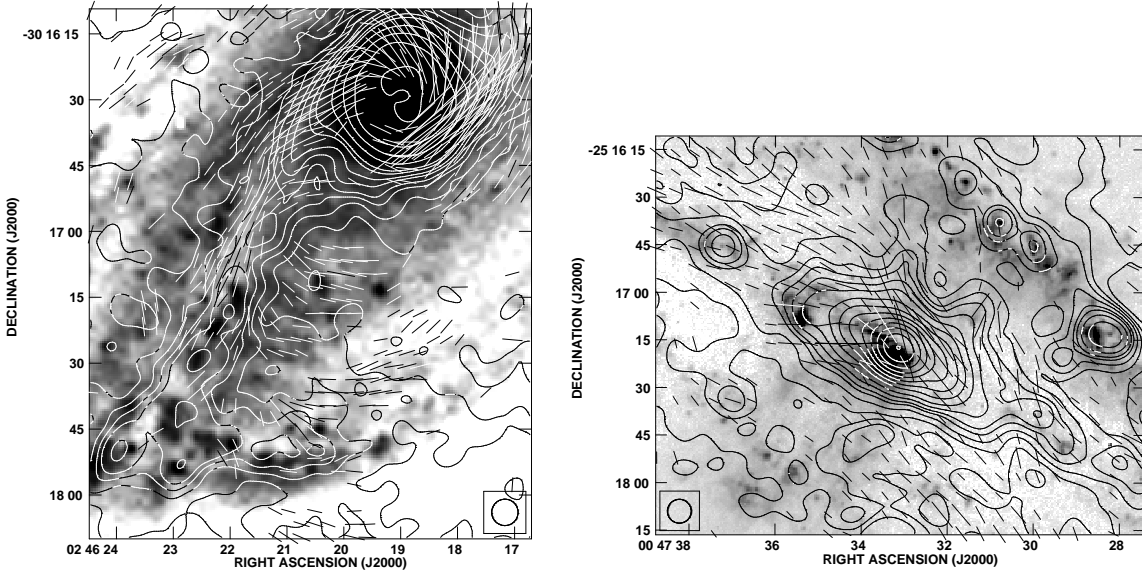 -30 16 15
30
45
17 00
15
30
45
18 00
DECLINATION (J2000)
02 46 24 23 22 21 20 19 18 17
RIGHT ASCENSION (J2000)
-25 16 15
30
45
17 00
15
30
45
18 00
15
DECLINATION (J2000)
00 47 38 36 34 32 30 28
RIGHT ASCENSION (J2000)